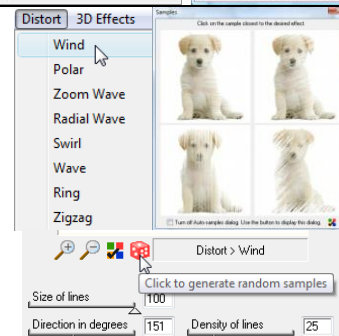 Distort 3D Effects
Samples
Wind
Click on the sample closest to the desired effect.
Polar
Zoom Wave
Radial Wave
Swirl
Wave
Ring
Zigzag
Turn off Auto-samples dialog. Use the button to display this dialog.
Distort > Wind
Click to generate random samples
Size of lines 100
Direction in degrees 151 Density of lines 25